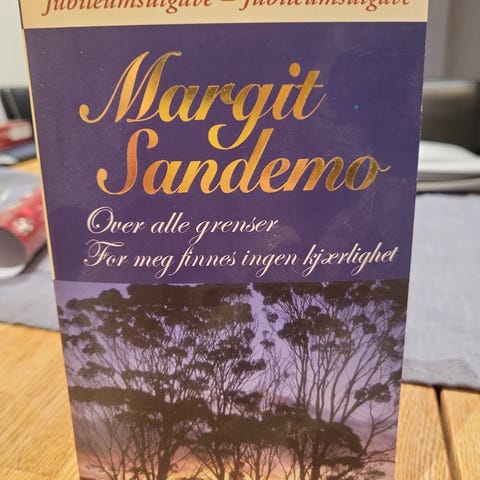 Jubileumsutgave – Jubileumsutgave
Margit
Sandemo
Over alle grenser
For meg finnes ingen kjærlighet